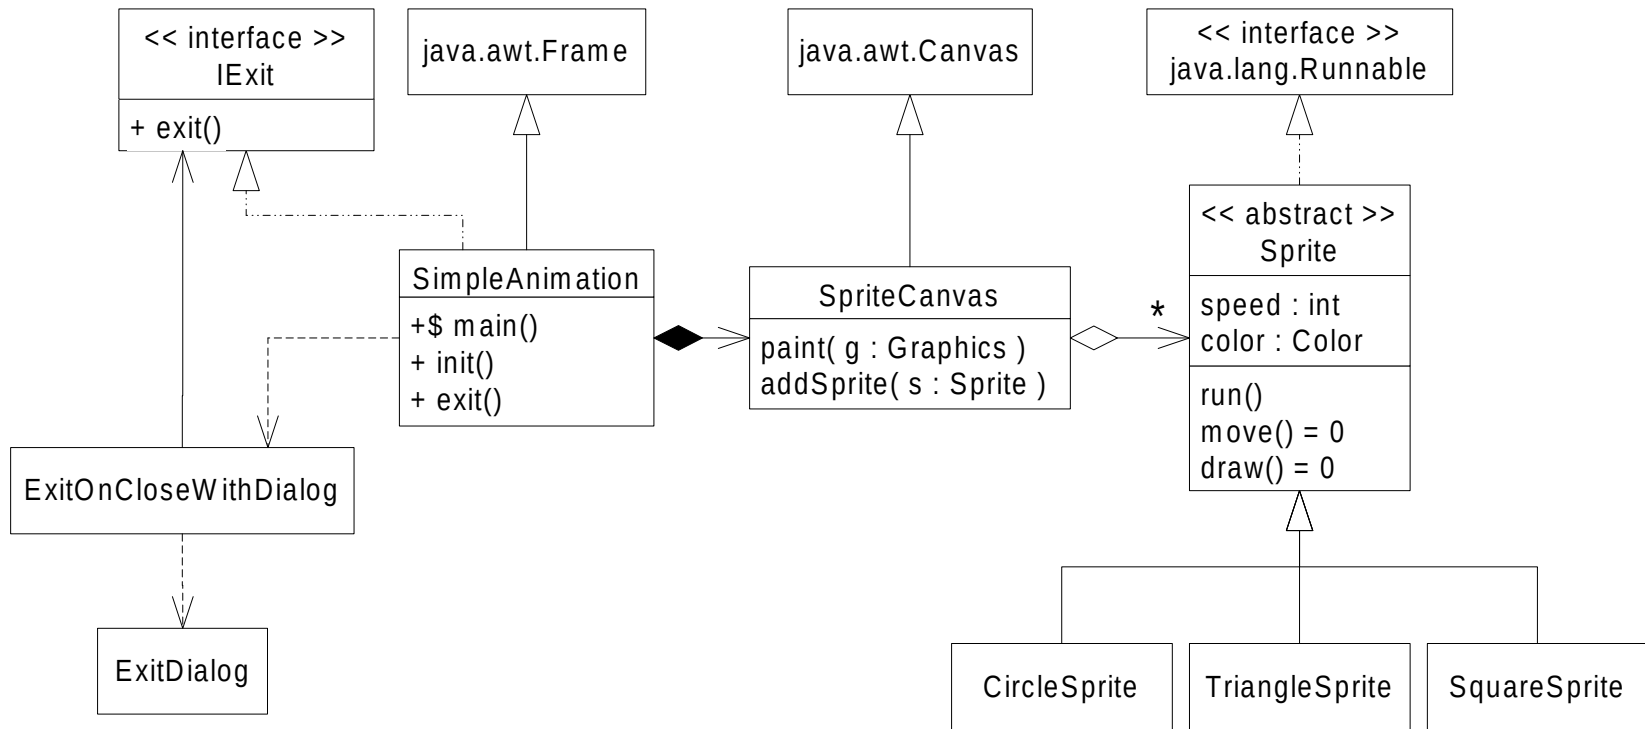 << interface >>
IExit
+ exit()
java.awt.Frame
java.awt.Canvas
<< interface >>
java.lang.Runnable
SimpleAnimation
+$ main()
+ init()
+ exit()
SpriteCanvas
paint( g : Graphics )
addSprite( s : Sprite )
*
<< abstract >>
Sprite
speed : int
color : Color
run()
move() = 0
draw() = 0
ExitOnCloseWithDialog
ExitDialog
CircleSprite
TriangleSprite
SquareSprite